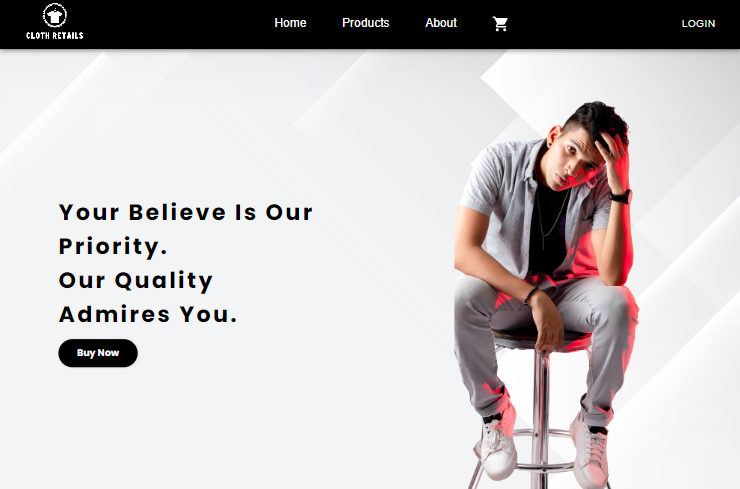 CLOTH RETAILS
Home
Products
About
LOGIN
Your Believe Is Our
Priority.
Our Quality
Admires You.
Buy Now